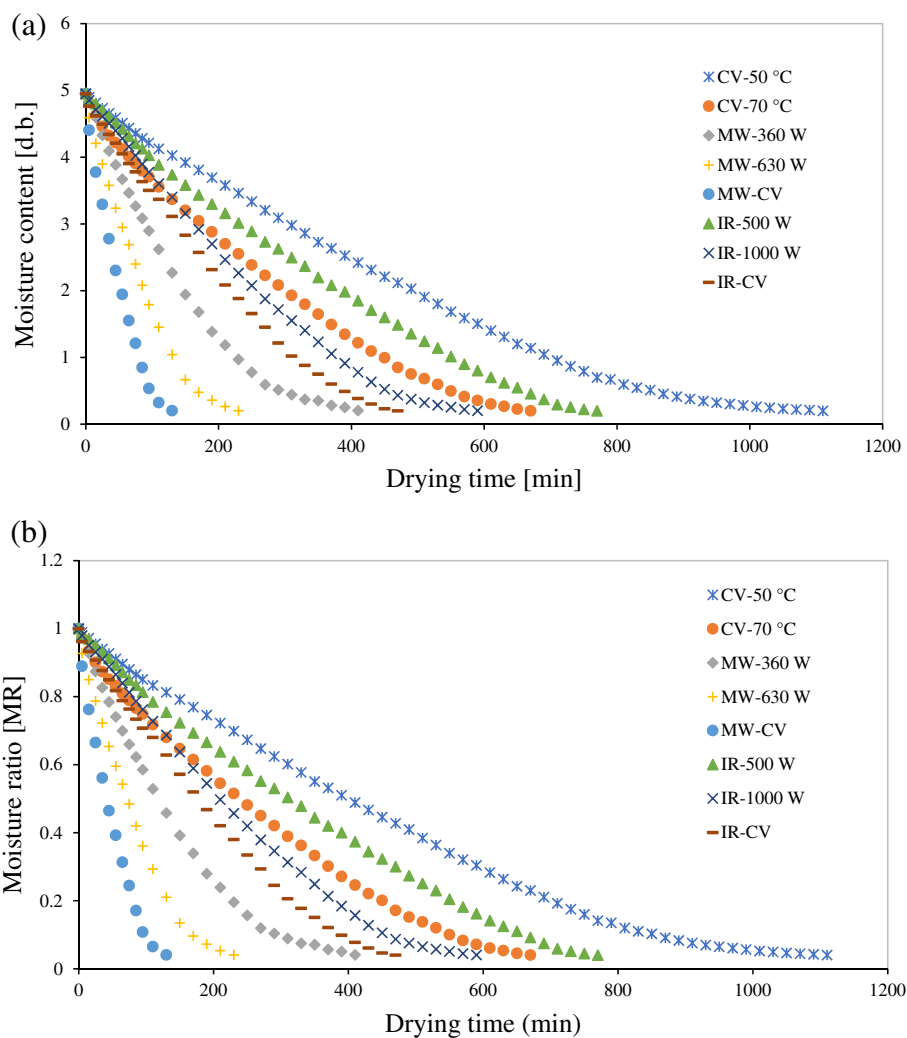 (a)
6
5
4
3
2
1
0
Moisture content [d.b.]
CV-50 °C
CV-70 °C
MW-360 W
MW-630 W
MW-CV
IR-500 W
IR-1000 W
IR-CV
0 200 400 600 800 1000 1200
Drying time [min]
(b)
1.2
1
0.8
0.6
0.4
0.2
0
Moisture ratio [MR]
CV-50 °C
CV-70 °C
MW-360 W
MW-630 W
MW-CV
IR-500 W
IR-1000 W
IR-CV
0 200 400 600 800 1000 1200
Drying time (min)